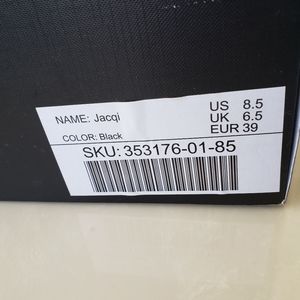 NAME: Jacqi
COLOR: Black
US 8.5
UK 6.5
EUR 39
SKU: 353176-01-85